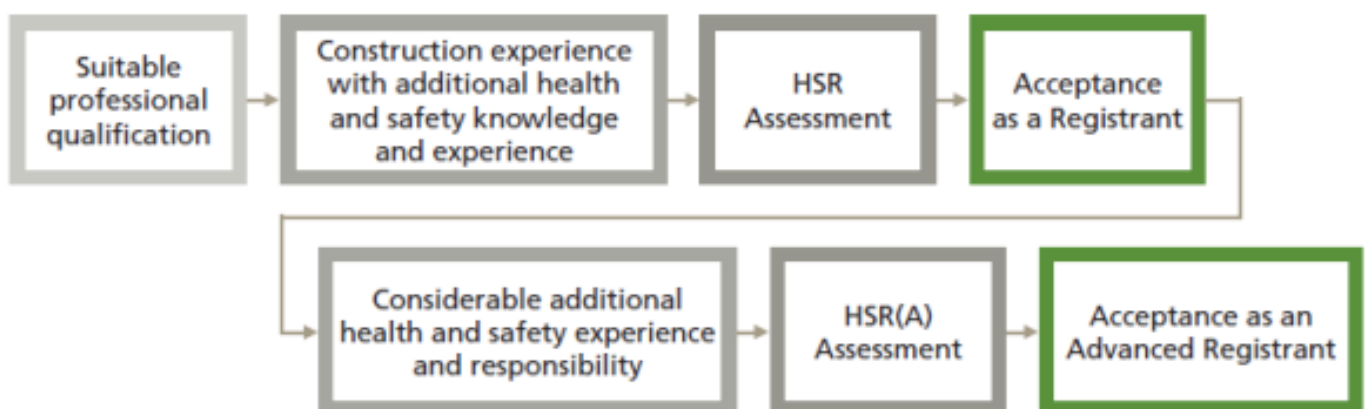 Suitable
professional
qualification
Construction experience
with additional health
and safety knowledge
and experience
HSR
Assessment
Acceptance
as a Registrant
Considerable additional
health and safety experience
and responsibility
HSR(A)
Assessment
Acceptance as an
Advanced Registrant